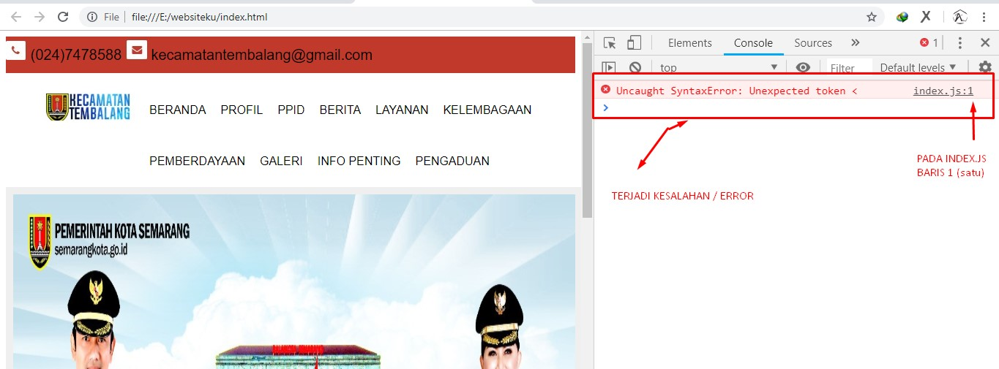 File | file:///E:/websiteku/index.html
(024)7478588 kecamatantembalang@gmail.com
KECAMATAN
TEMBALANG
BERANDA PROFIL PPID BERITA LAYANAN KELEMBAGAAN
PEMBERDAYAAN GALERI INFO PENTING PENGADUAN
PEMERINTAH KOTA SEMARANG
semarangkota.go.id
Elements Console Sources » 1
top Filter Default levels ▼
Uncaught SyntaxError: Unexpected token < index.js:1
>
PADA INDEX.JS
BARIS 1 (satu)
TERJADI KESALAHAN / ERROR